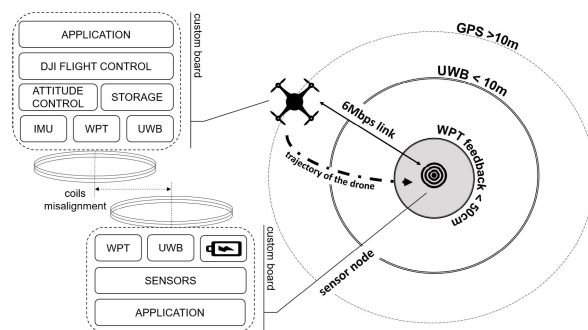 APPLICATION
DJI FLIGHT CONTROL
ATTITUDE
CONTROL
STORAGE
IMU
WPT
UWB
custom board
coils
misalignment
WPT
UWB
SENSORS
APPLICATION
custom board
GPS >10m
UWB < 10m
WPT feedback < 50cm
6Mbps link
trajectory of the drone
sensor node